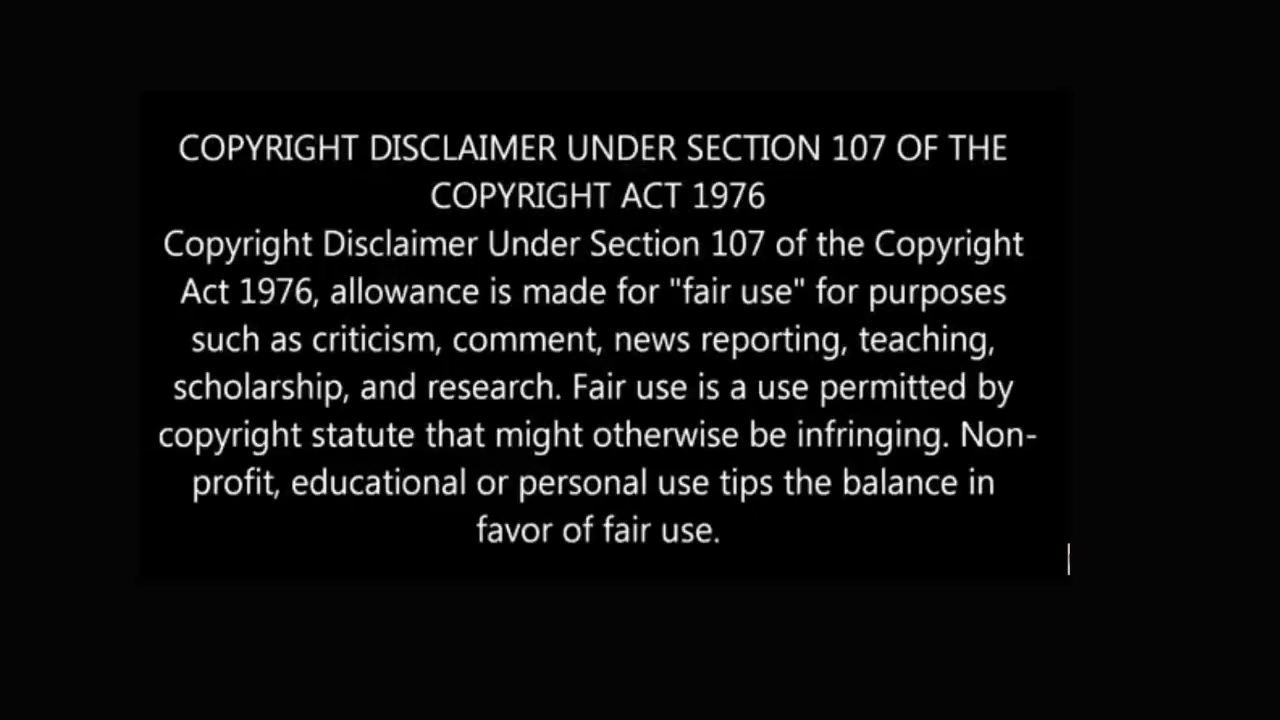 COPYRIGHT DISCLAIMER UNDER SECTION 107 OF THE
COPYRIGHT ACT 1976
Copyright Disclaimer Under Section 107 of the Copyright
Act 1976, allowance is made for "fair use" for purposes
such as criticism, comment, news reporting, teaching,
scholarship, and research. Fair use is a use permitted by
copyright statute that might otherwise be infringing. Non-
profit, educational or personal use tips the balance in
favor of fair use.